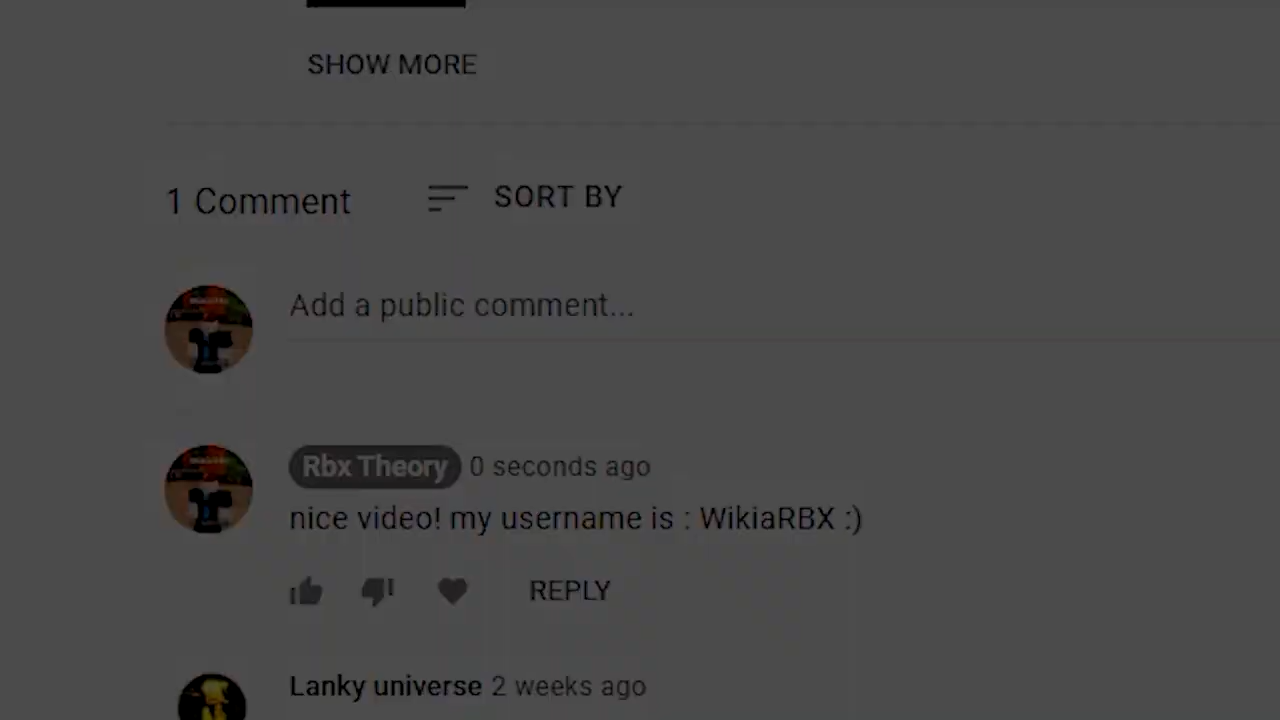 SHOW MORE
1 Comment SORT BY
Add a public comment...
Rbx Theory 0 seconds ago
nice video! my username is : WikiaRBX :)
REPLY
Lanky universe 2 weeks ago